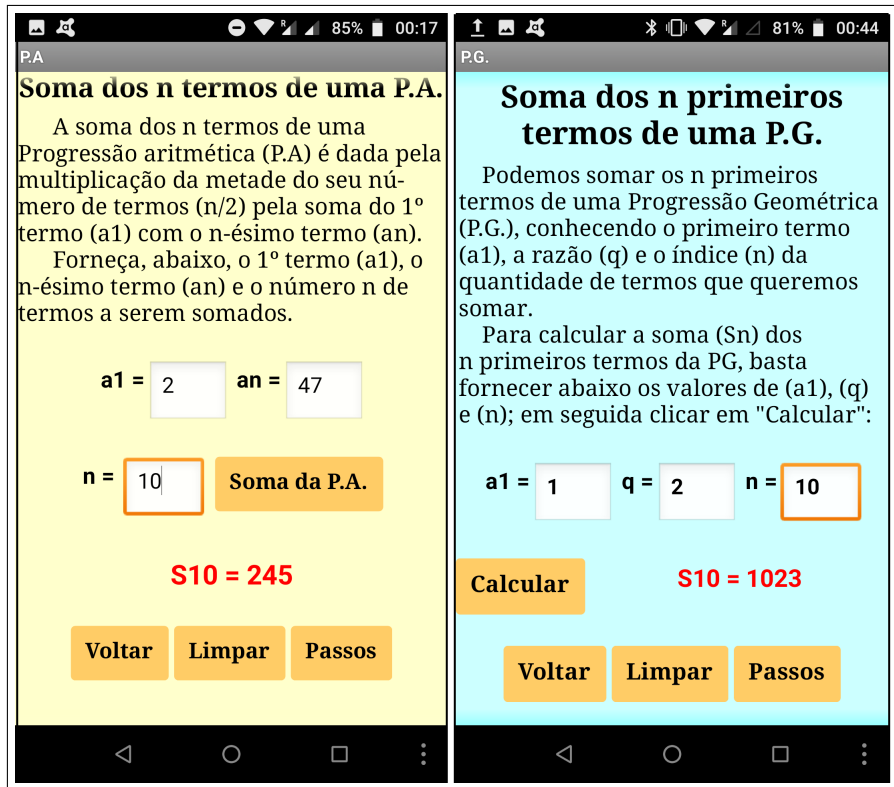 R 85% 00:17
P.A
Soma dos n termos de uma P.A.
A soma dos n termos de uma
Progressão aritmética (P.A) é dada pela
multiplicação da metade do seu nú-
mero de termos (n/2) pela soma do 1º
termo (a1) com o n-ésimo termo (an).
Forneça, abaixo, o 1º termo (a1), o
n-ésimo termo (an) e o número n de
termos a serem somados.
a1 = 2 an = 47
n = 10 Soma da P.A.
S10 = 245
Voltar Limpar Passos
R 81% 00:44
P.G.
Soma dos n primeiros
termos de uma P.G.
Podemos somar os n primeiros
termos de uma Progressão Geométrica
(P.G.), conhecendo o primeiro termo
(a1), a razão (q) e o índice (n) da
quantidade de termos que queremos
somar.
Para calcular a soma (Sn) dos
n primeiros termos da PG, basta
fornecer abaixo os valores de (a1), (q)
e (n); em seguida clicar em "Calcular":
a1 = 1 q = 2 n = 10
Calcular S10 = 1023
Voltar Limpar Passos